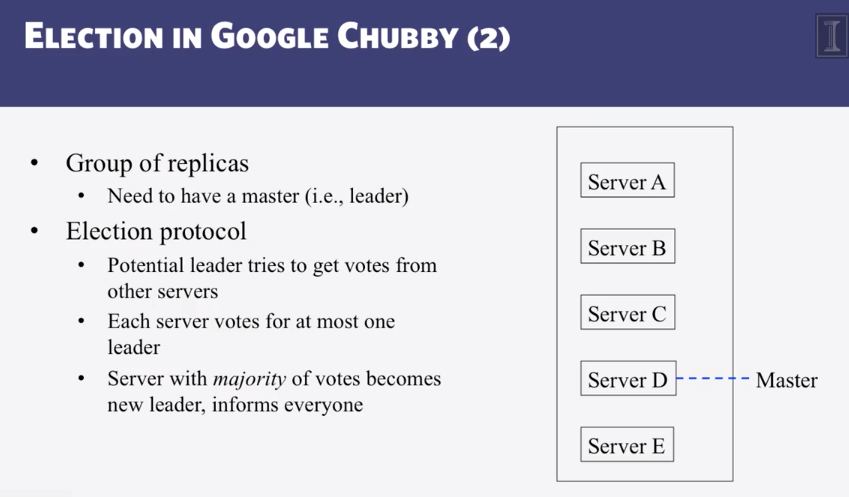 ELECTION IN GOOGLE CHUBBY (2)
• Group of replicas
• Need to have a master (i.e., leader)
• Election protocol
• Potential leader tries to get votes from
other servers
• Each server votes for at most one
leader
• Server with majority of votes becomes
new leader, informs everyone
Server A
Server B
Server C
Server D
Master
Server E